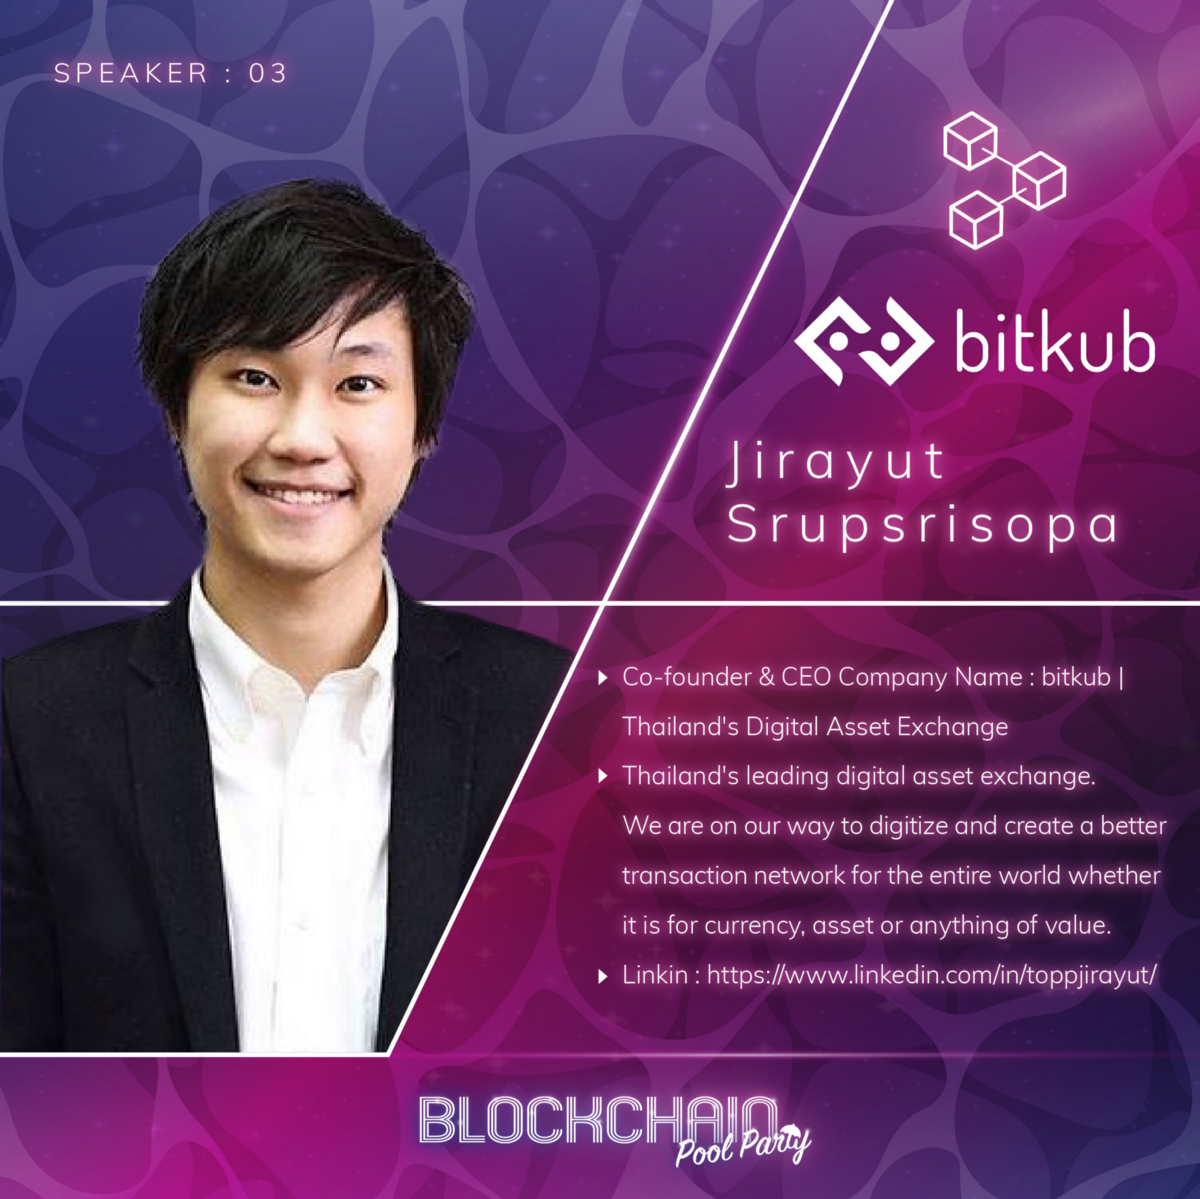 SPEAKER : 03
bitkub
Jirayut
Srupsrisopa
Co-founder & CEO Company Name : bitkub |
Thailand's Digital Asset Exchange
Thailand's leading digital asset exchange.
We are on our way to digitize and create a better
transaction network for the entire world whether
it is for currency, asset or anything of value.
Linkin : https://www.linkedin.com/in/toppjirayut/
BLOCKCHAIN
Pool Party